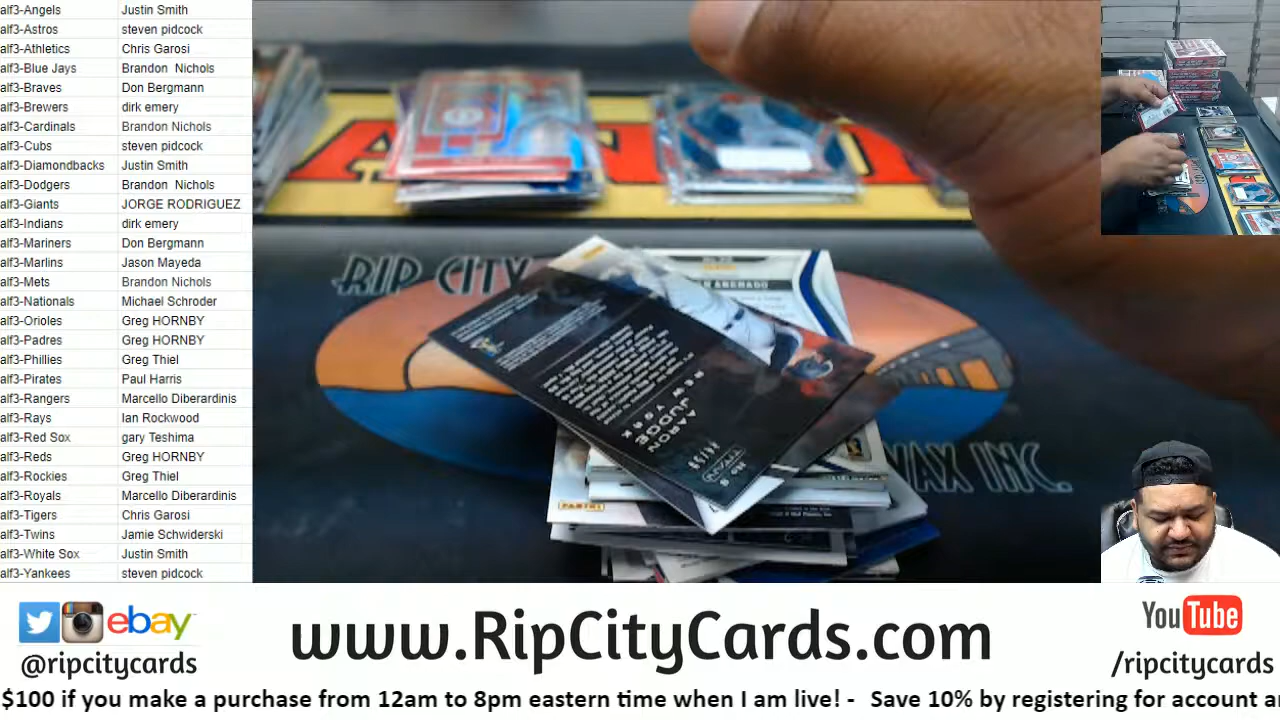 alf3-Angels Justin Smith
alf3-Astros steven pidcock
alf3-Athletics Chris Garosi
alf3-Blue Jays Brandon Nichols
alf3-Braves Don Bergmann
alf3-Brewers dirk emery
alf3-Cardinals Brandon Nichols
alf3-Cubs steven pidcock
alf3-Diamondbacks Justin Smith
alf3-Dodgers Brandon Nichols
alf3-Giants JORGE RODRIGUEZ
alf3-Indians dirk emery
alf3-Mariners Don Bergmann
alf3-Marlins Jason Mayeda
alf3-Mets Brandon Nichols
alf3-Nationals Michael Schroder
alf3-Orioles Greg HORNBY
alf3-Padres Greg HORNBY
alf3-Phillies Greg Thiel
alf3-Pirates Paul Harris
alf3-Rangers Marcello Diberardinis
alf3-Rays Ian Rockwood
alf3-Red Sox gary Teshima
alf3-Reds Greg HORNBY
alf3-Rockies Greg Thiel
alf3-Royals Marcello Diberardinis
alf3-Tigers Chris Garosi
alf3-Twins Jamie Schwiderski
alf3-White Sox Justin Smith
alf3-Yankees steven pidcock
RIP CITY
WAX INC.
ARENADO
AARON
JUDGE
NEW YORK
PANINI
ebay
@ripcitycards
www.RipCityCards.com
YouTube
/ripcitycards
$100 if you make a purchase from 12am to 8pm eastern time when I am live! - Save 10% by registering for account